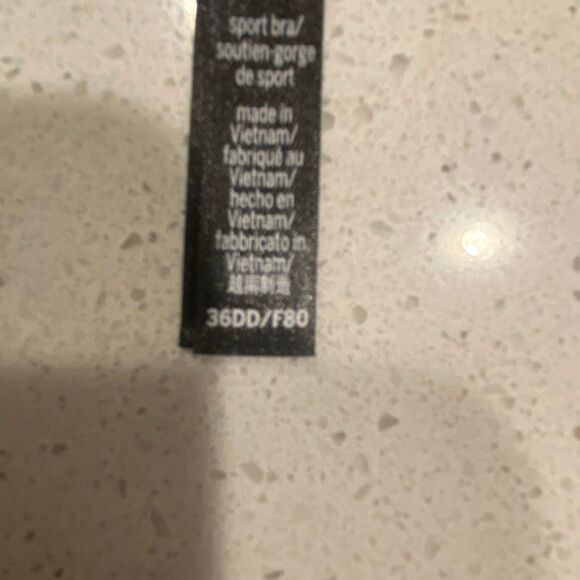 sport bra/
soutien-gorge
de sport
made in
Vietnam/
fabriqué au
Vietnam/
hecho en
Vietnam/
fabbricato in
Vietnam/
越南制造
36DD/F80